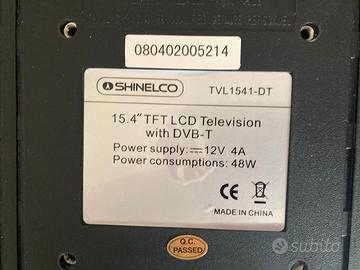 080402005214
SHINELCO TVL1541-DT
15.4" TFT LCD Television
with DVB-T
Power supply: 12V 4A
Power consumptions: 48W
CE
MADE IN CHINA
Q.C.
PASSED
subito